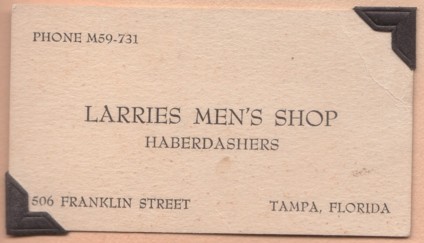 PHONE M59-731
LARRIES MEN'S SHOP
HABERDASHERS
506 FRANKLIN STREET TAMPA, FLORIDA